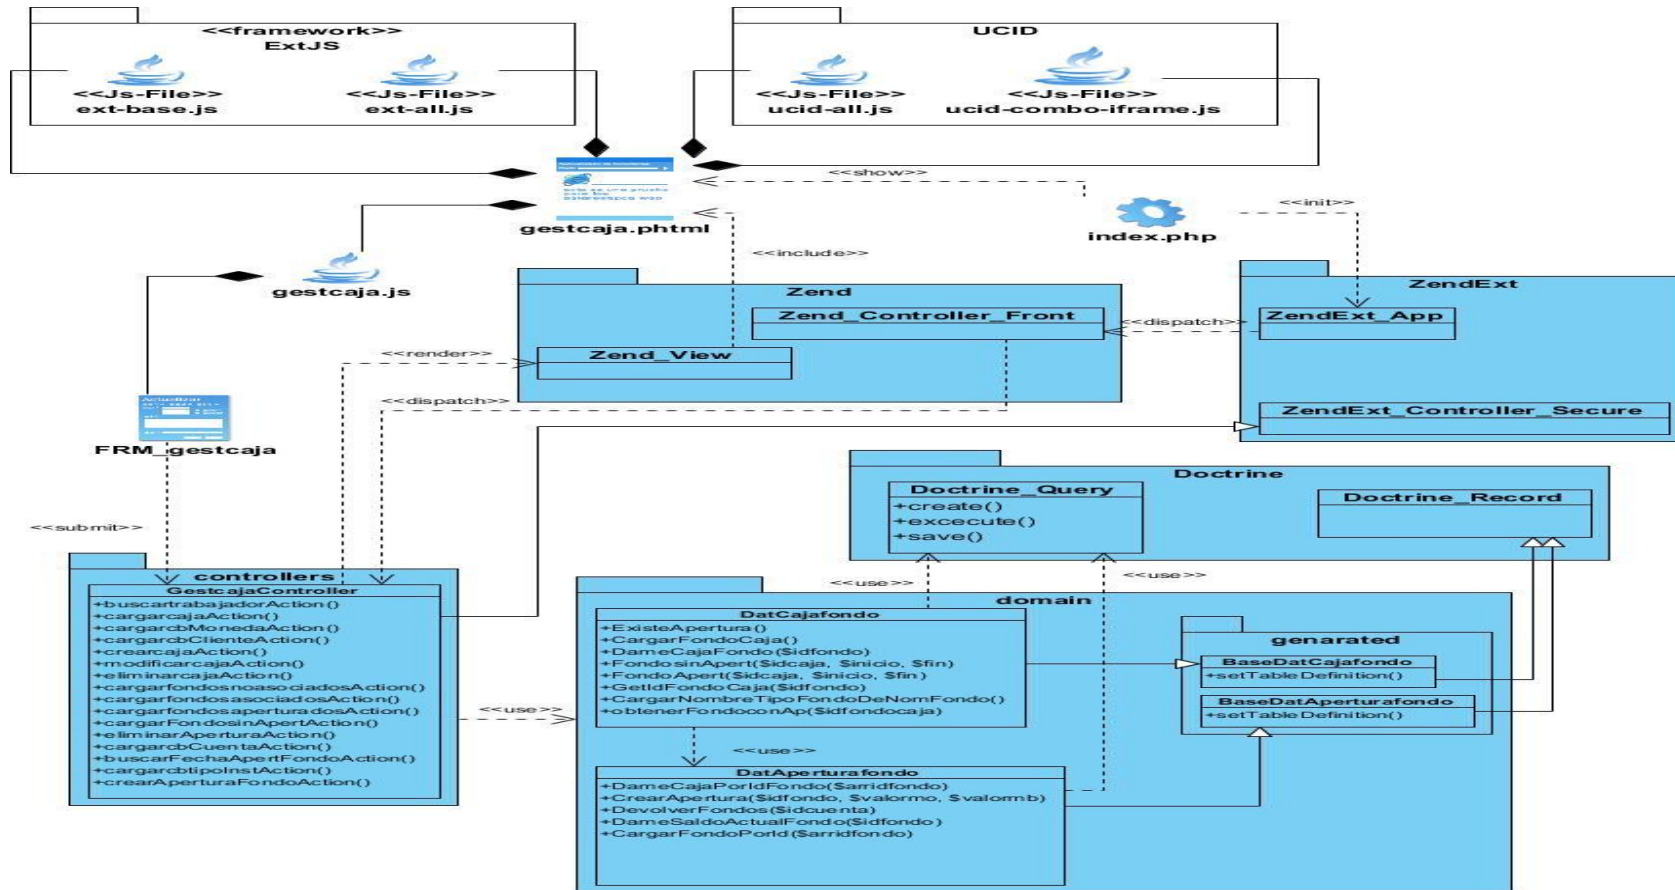 <<framework>>
ExtJS
<<Js-File>>
ext-base.js
<<Js-File>>
ext-all.js
UCID
<<Js-File>>
ucid-all.js
<<Js-File>>
ucid-combo-iframe.js
<<show>>
gestcaja.phtml
index.php
<<init>>
<<include>>
gestcaja.js
Zend
Zend_Controller_Front
Zend_View
<<dispatch>>
ZendExt
ZendExt_App
ZendExt_Controller_Secure
<<render>>
<<dispatch>>
Actualizar
FRM_gestcaja
<<submit>>
Doctrine
Doctrine_Query
+create()
+excecute()
+save()
Doctrine_Record
<<use>>
<<use>>
controllers
GestcajaController
+buscartrabajadorAction()
+cargarcajaAction()
+cargarcbMonedaAction()
+cargarcbClienteAction()
+crearcajaAction()
+modificarcajaAction()
+eliminarcajaAction()
+cargarfondosnoasociadosAction()
+cargarfondosasociadosAction()
+cargarfondosaperturadosAction()
+cargarFondosinApertAction()
+eliminarAperturaAction()
+cargarcbCuentaAction()
+buscarFechaApertFondoAction()
+cargarcbtipoInstAction()
+crearAperturaFondoAction()
<<use>>
domain
DatCajafondo
+ExisteApertura()
+CargarFondoCaja()
+DameCajaFondo($idfondo)
+FondosinApert($idcaja, $inicio, $fin)
+FondoApert($idcaja, $inicio, $fin)
+GetIdFondoCaja($idfondo)
+CargarNombreTipoFondoDeNomFondo()
+obtenerFondoconAp($idfondocaja)
<<use>>
DatAperturafondo
+DameCajaPorIdFondo($arridfondo)
+CrearApertura($idfondo, $valormo, $valormb)
+DevolverFondos($idcuenta)
+DameSaldoActualFondo($idfondo)
+CargarFondoPorId($arridfondo)
genarated
BaseDatCajafondo
+setTableDefinition()
BaseDatAperturafondo
+setTableDefinition()